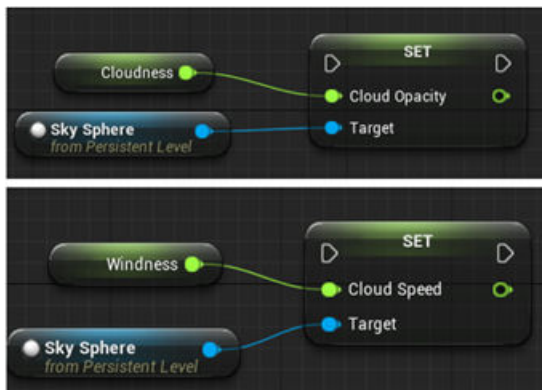 SET
Cloudness
Cloud Opacity
Sky Sphere
from Persistent Level
Target
SET
Windness
Cloud Speed
Target
Sky Sphere
from Persistent Level